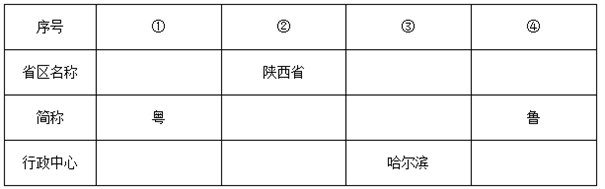 序号 ① ② ③ ④
省区名称 陕西省
简称 粤 鲁
行政中心 哈尔滨